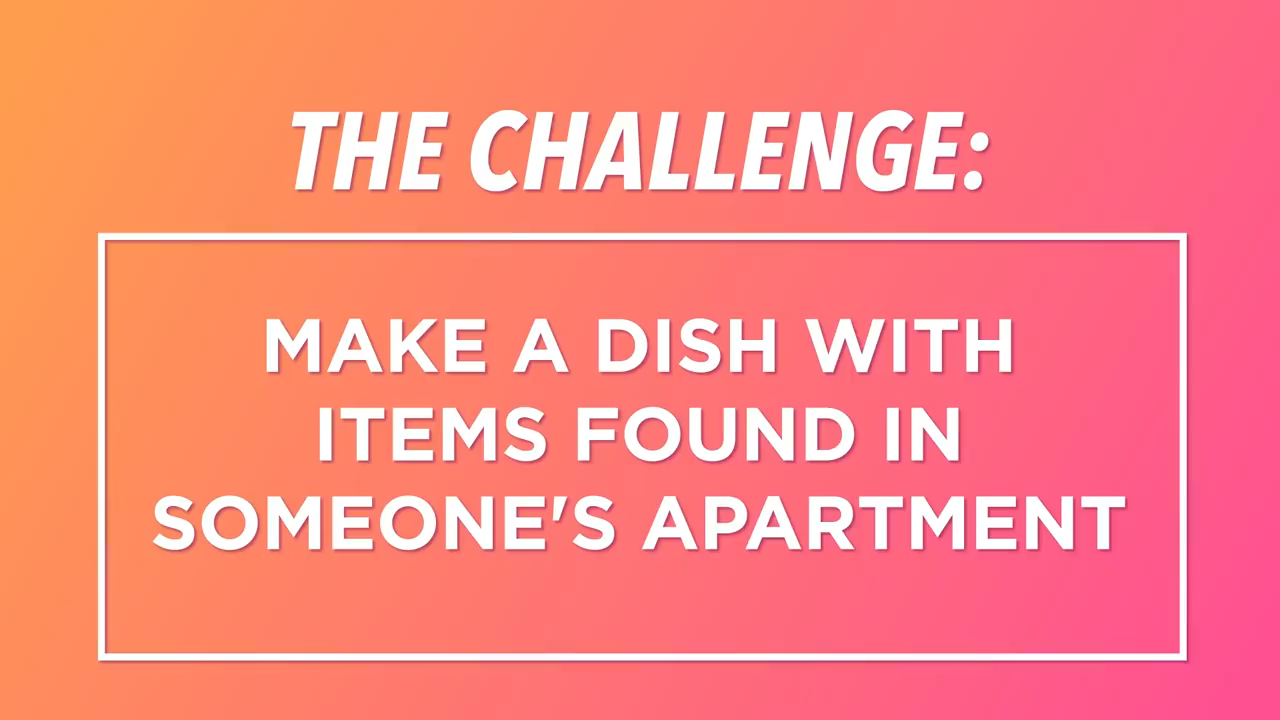 THE CHALLENGE:
MAKE A DISH WITH
ITEMS FOUND IN
SOMEONE'S APARTMENT